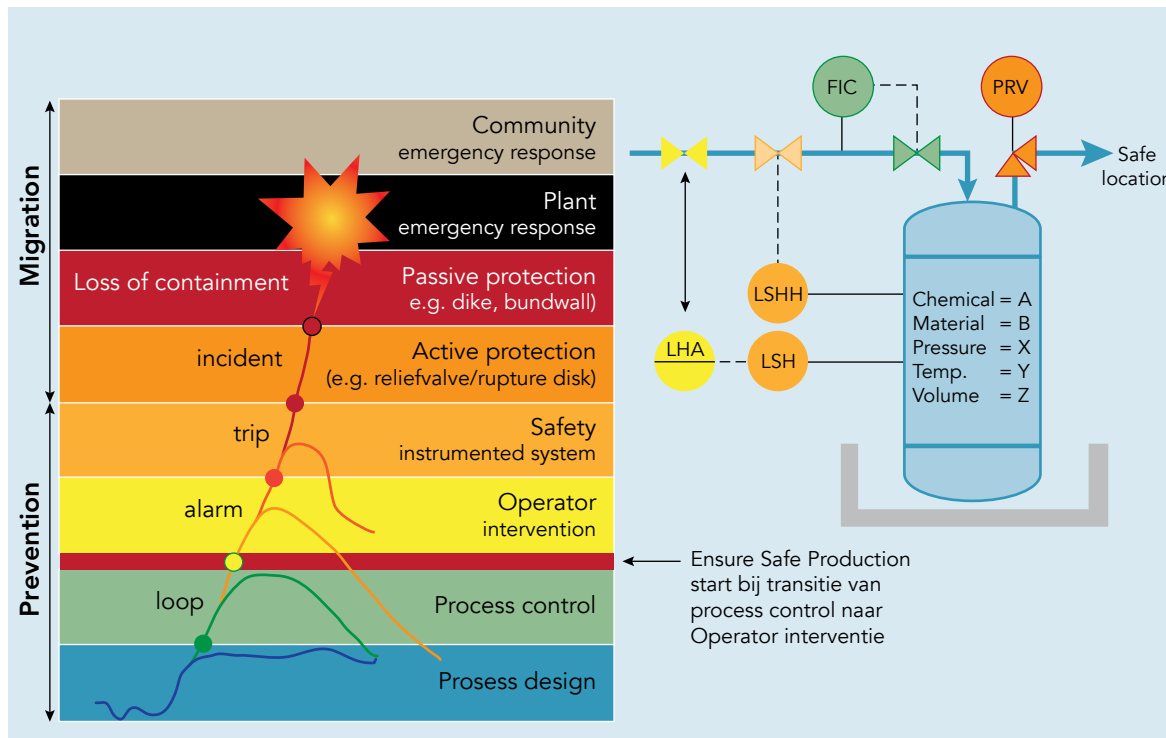 Migration
Prevention
Community
emergency response
Plant
emergency response
Loss of containment
Passive protection
e.g. dike, bundwall)
incident
Active protection
(e.g. reliefvalve/rupture disk)
trip
Safety
instrumented system
alarm
Operator
intervention
loop
Process control
Prosess design
FIC
PRV
Safe
location
LSHH
LHA
LSH
Chemical = A
Material = B
Pressure = X
Temp. = Y
Volume = Z
Ensure Safe Production
start bij transitie van
process control naar
Operator interventie